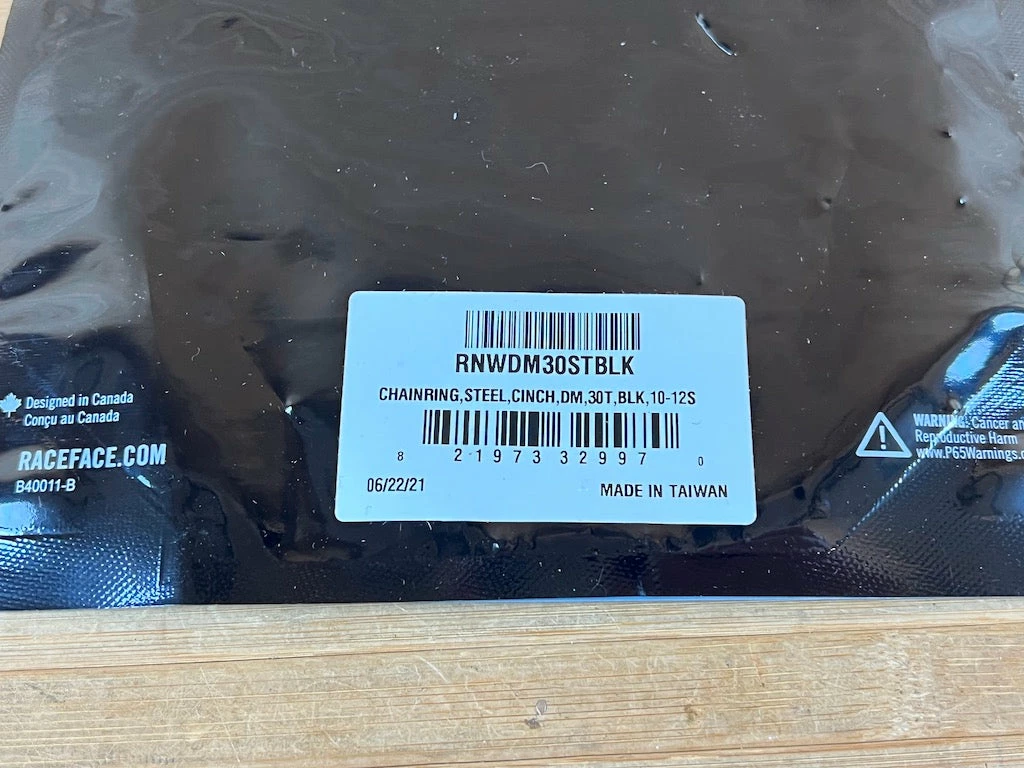 RNWDM30STBLK
CHAINRING,STEEL,CINCH,DM,30T,BLK,10-12S
8 21973 32997 0
06/22/21 MADE IN TAIWAN
Designed in Canada
Conçu au Canada
RACEFACE.COM
B40011-B
WARNING: Cancer
Reproductive Harm
www.P65Warnings.